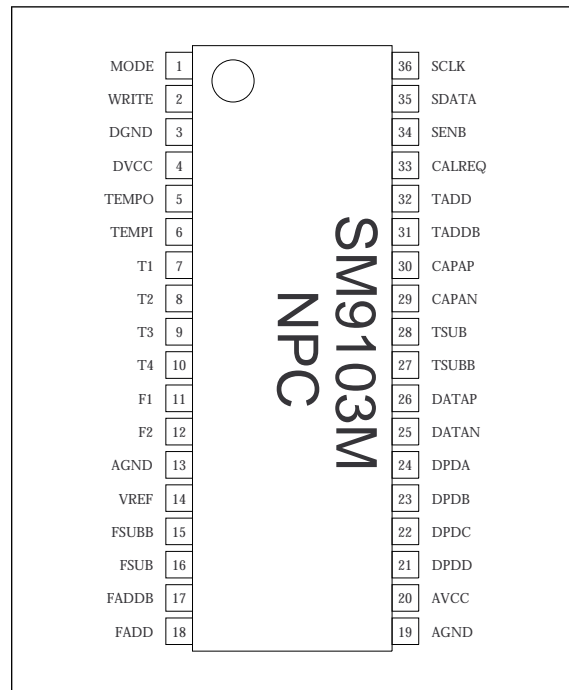 MODE 1
WRITE 2
DGND 3
DVCC 4
TEMPO 5
TEMPI 6
T1 7
T2 8
T3 9
T4 10
F1 11
F2 12
AGND 13
VREF 14
FSUBB 15
FSUB 16
FADDB 17
FADD 18
SM9103M
NPC
36 SCLK
35 SDATA
34 SENB
33 CALREQ
32 TADD
31 TADDB
30 CAPAP
29 CAPAN
28 TSUB
27 TSUBB
26 DATAP
25 DATAN
24 DPDA
23 DPDB
22 DPDC
21 DPDD
20 AVCC
19 AGND